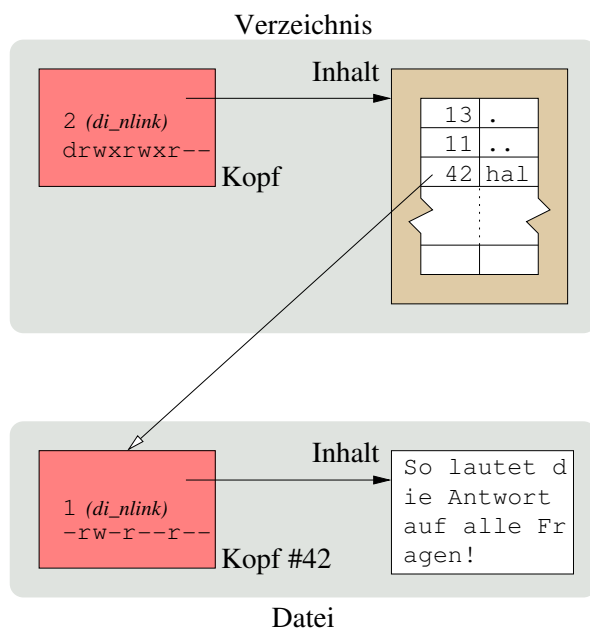 Verzeichnis
Inhalt
2 (di_nlink)
drwxrwxr--
Kopf
13 .
11 ..
42 hal
Inhalt
1 (di_nlink)
-rw-r--r--
Kopf #42
So lautet d
ie Antwort
auf alle Fr
agen!
Datei